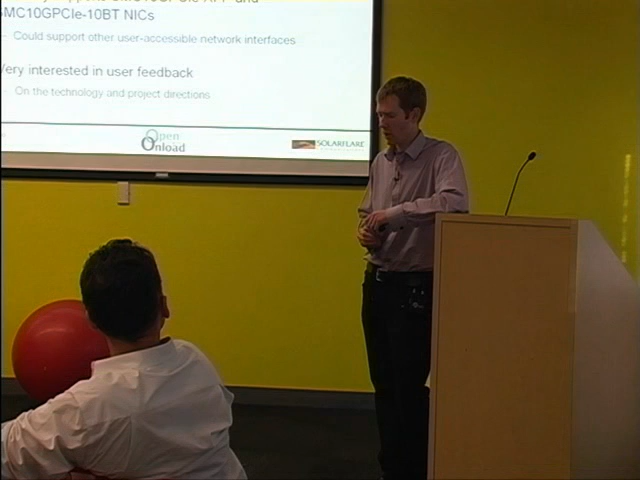 SMC10GPCIe-10BT NICs
- Could support other user-accessible network interfaces
Very interested in user feedback
- On the technology and project directions
Open
Onload
SOLARFLARE